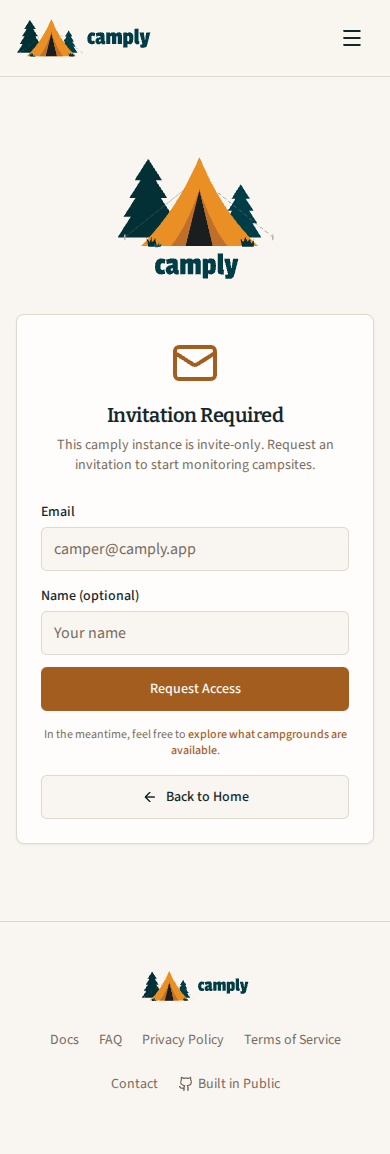 camply
camply
Invitation Required
This camply instance is invite-only. Request an
invitation to start monitoring campsites.
Email
camper@camply.app
Name (optional)
Your name
Request Access
In the meantime, feel free to explore what campgrounds are
available.
Back to Home
camply
Docs FAQ Privacy Policy Terms of Service
Contact Built in Public